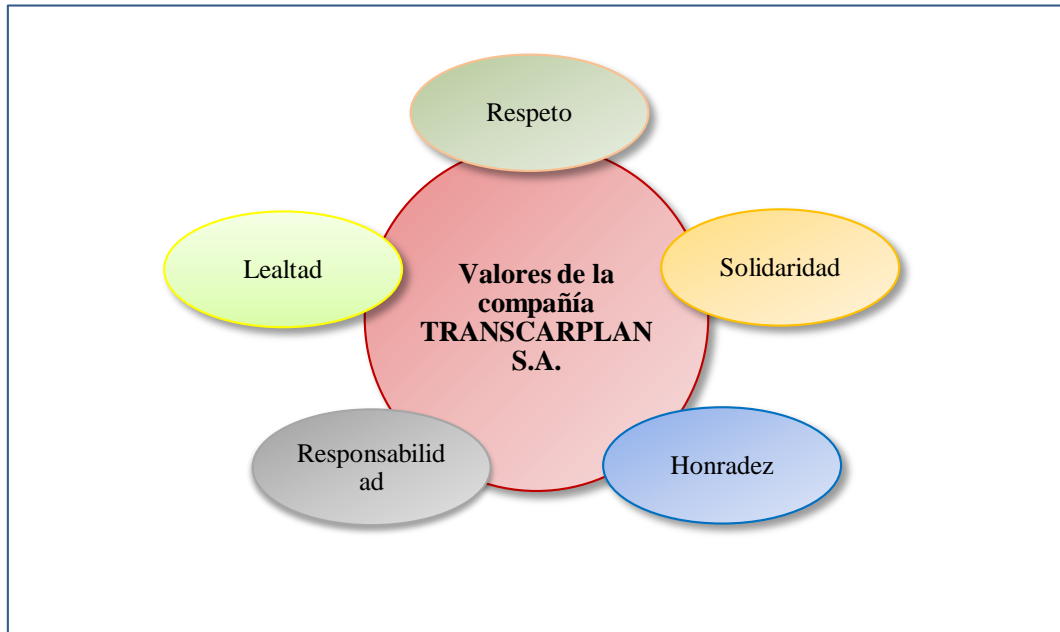 Respeto
Lealtad
Solidaridad
Valores de la
compañía
TRANSCARPLAN
S.A.
Responsabilid
ad
Honradez